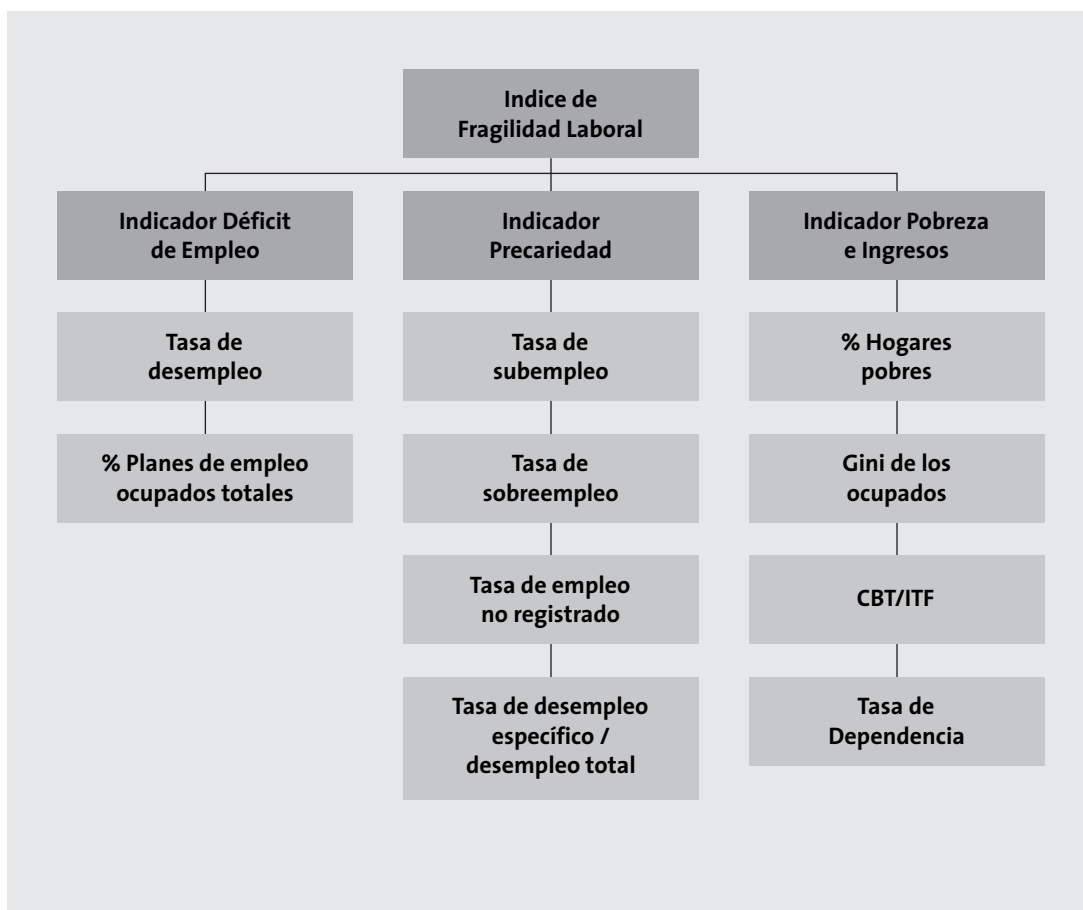 Indice de
Fragilidad Laboral
Indicador Déficit
de Empleo
Indicador
Precariedad
Indicador Pobreza
e Ingresos
Tasa de
desempleo
Tasa de
subempleo
% Hogares
pobres
% Planes de empleo
ocupados totales
Tasa de
sobreempleo
Gini de los
ocupados
Tasa de empleo
no registrado
CBT/ITF
Tasa de desempleo
específico /
desempleo total
Tasa de
Dependencia